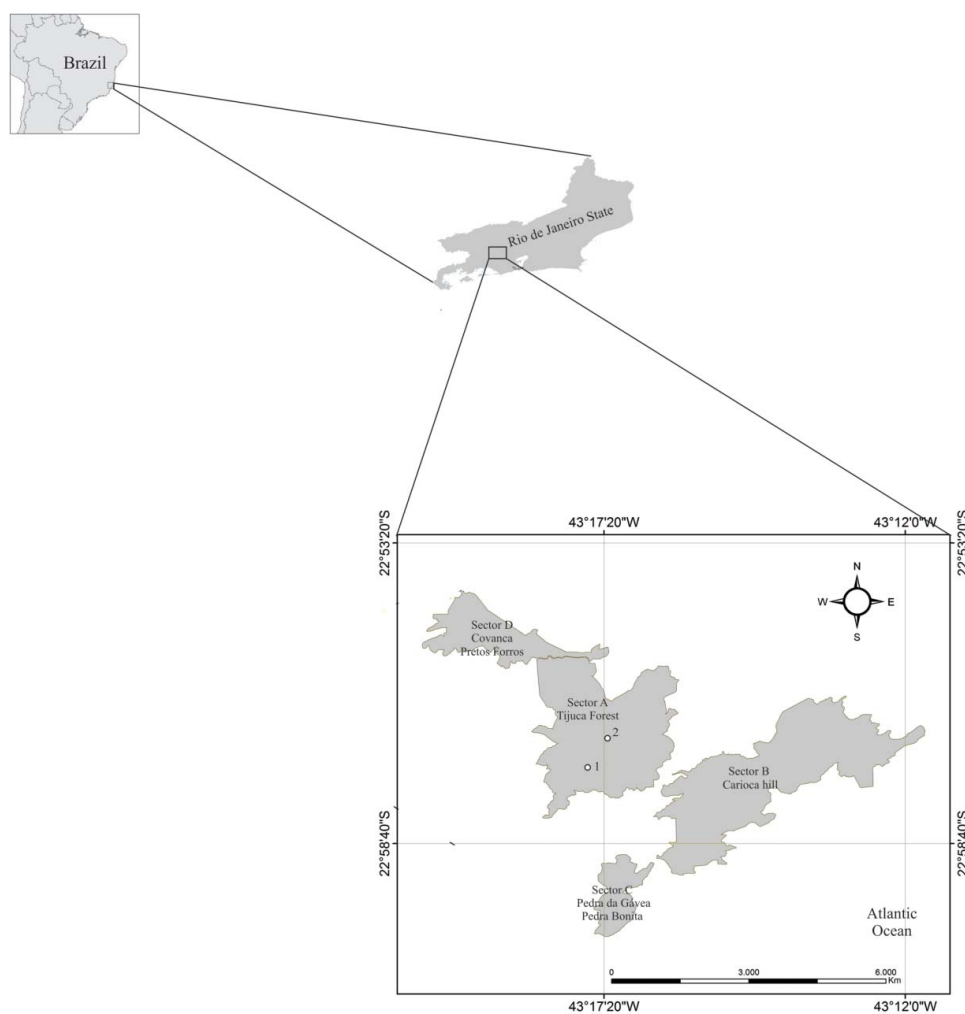 Brazil
Rio de Janeiro State
43°17'20"W
43°12'0"W
22°53'20"S
22°53'20"S
N
W
E
S
Sector D
Covanca
Prétos Forros
Sector A
Tijuca Forest
2
1
Sector B
Carioca hill
22°58'40"S
22°58'40"S
Sector C
Pedra da Gávea
Pedra Bonita
Atlantic
Ocean
0
3.000
6.000
Km
43°17'20"W
43°12'0"W